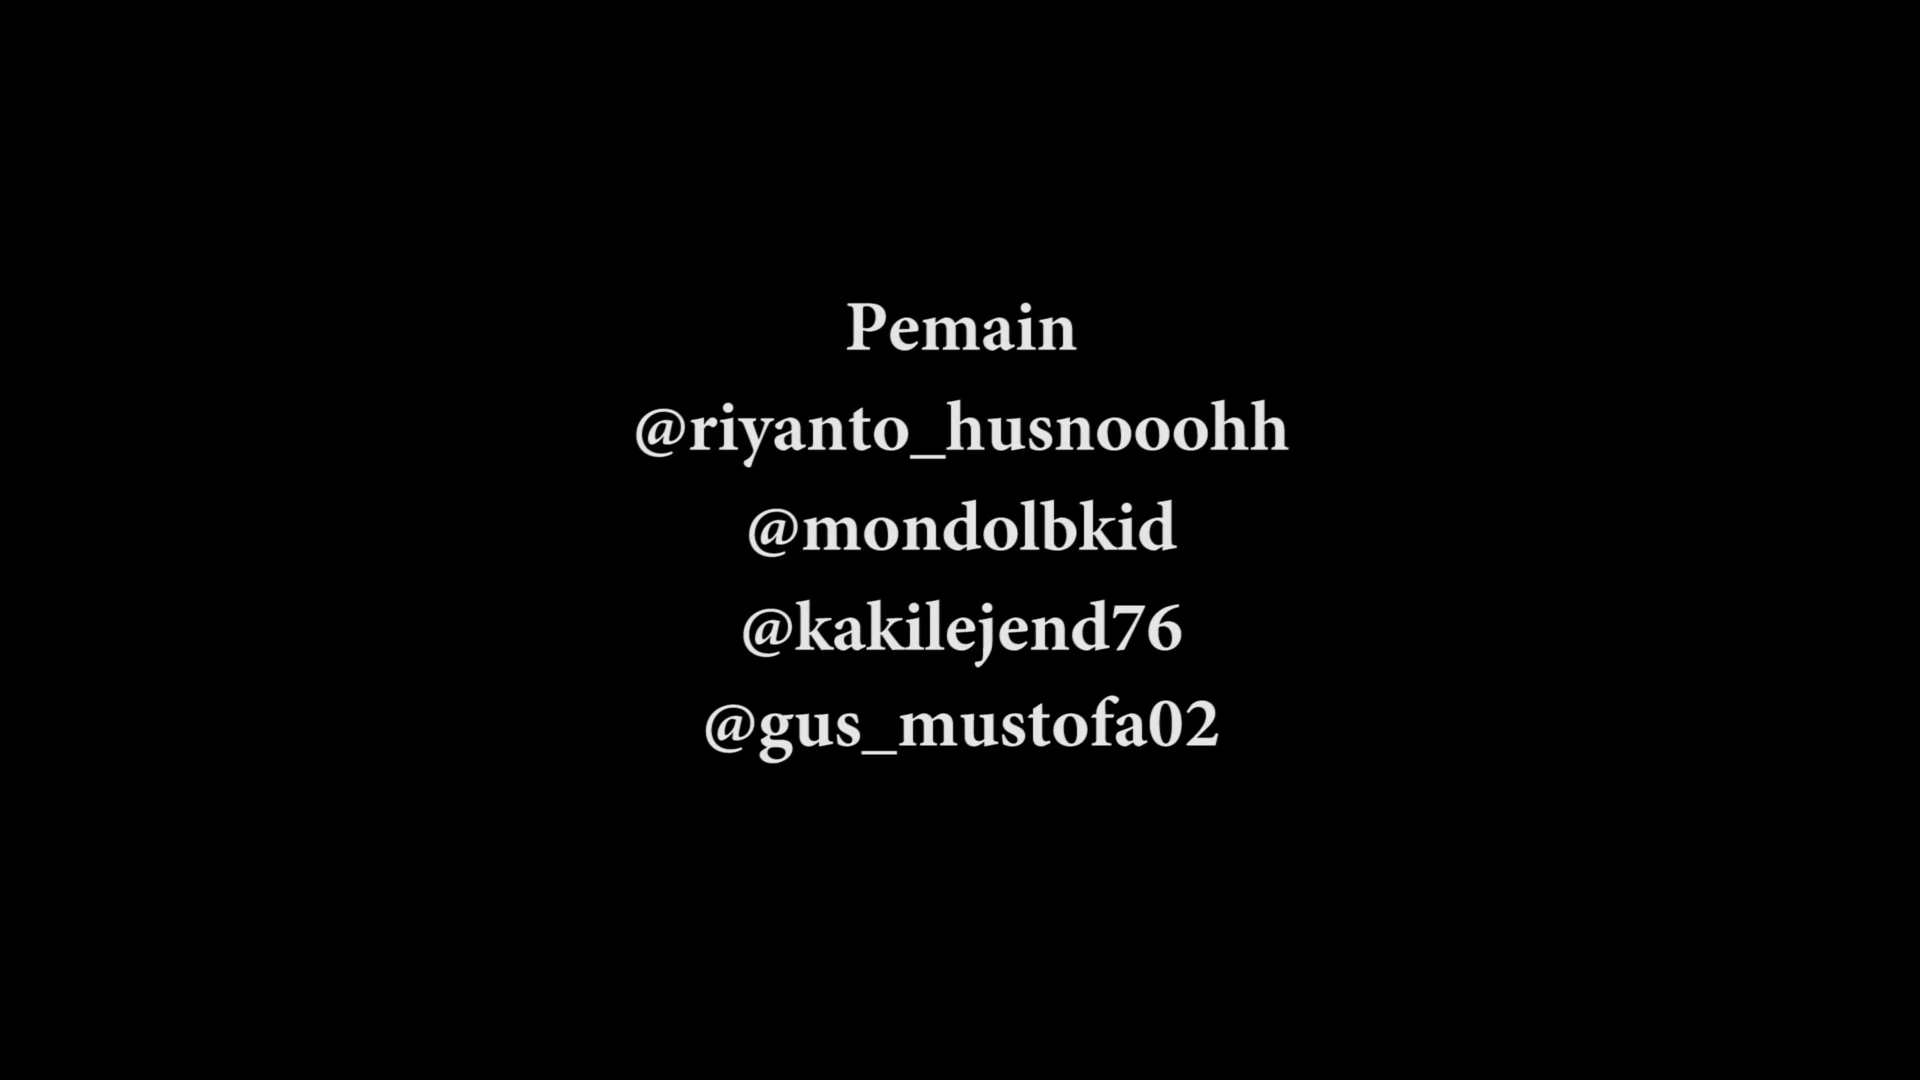 Pemain
@riyanto_husnooohh
@mondolbkid
@kakilejend76
@gus_mustofa02